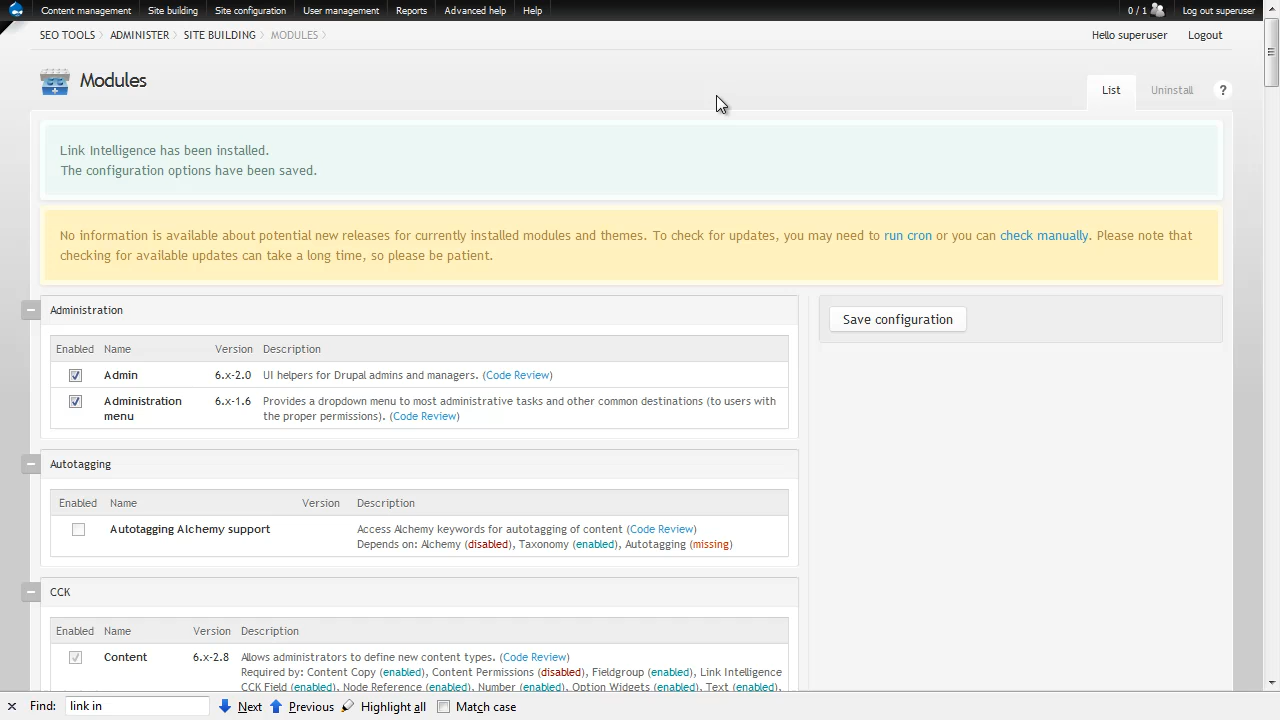 Content management Site building Site configuration User management Reports Advanced help Help 0 / 1 Log out superuser
SEO TOOLS ADMINISTER SITE BUILDING MODULES Hello superuser Logout
Modules
List Uninstall ?
Link Intelligence has been installed.
The configuration options have been saved.
No information is available about potential new releases for currently installed modules and themes. To check for updates, you may need to run cron or you can check manually. Please note that
checking for available updates can take a long time, so please be patient.
Administration
Save configuration
Enabled Name Version Description
Admin 6.x-2.0 UI helpers for Drupal admins and managers. (Code Review)
Administration menu 6.x-1.6 Provides a dropdown menu to most administrative tasks and other common destinations (to users with
the proper permissions). (Code Review)
Autotagging
Enabled Name Version Description
Autotagging Alchemy support Access Alchemy keywords for autotagging of content (Code Review)
Depends on: Alchemy (disabled), Taxonomy (enabled), Autotagging (missing)
CCK
Enabled Name Version Description
Content 6.x-2.8 Allows administrators to define new content types. (Code Review)
Required by: Content Copy (enabled), Content Permissions (disabled), Fieldgroup (enabled), Link Intelligence
CCK Field (enabled), Node Reference (enabled), Number (enabled), Option Widgets (enabled), Text (enabled),
Find: link in Next Previous Highlight all Match case